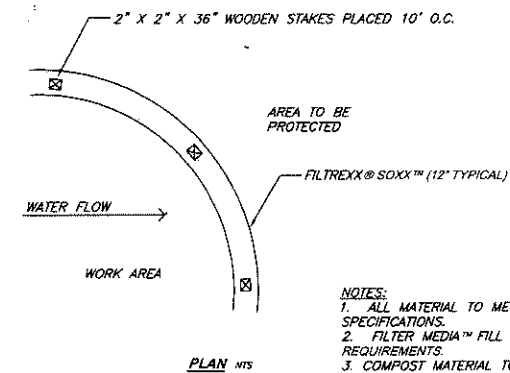 2" X 2" X 36" WOODEN STAKES PLACED 10' O.C.
AREA TO BE
PROTECTED
FILTREXX® SOXX™ (12" TYPICAL)
WATER FLOW
WORK AREA
NOTES:
1. ALL MATERIAL TO ME
SPECIFICATIONS.
2. FILTER MEDIA™ FILL
REQUIREMENTS.
3. COMPOST MATERIAL TO
PLAN NTS